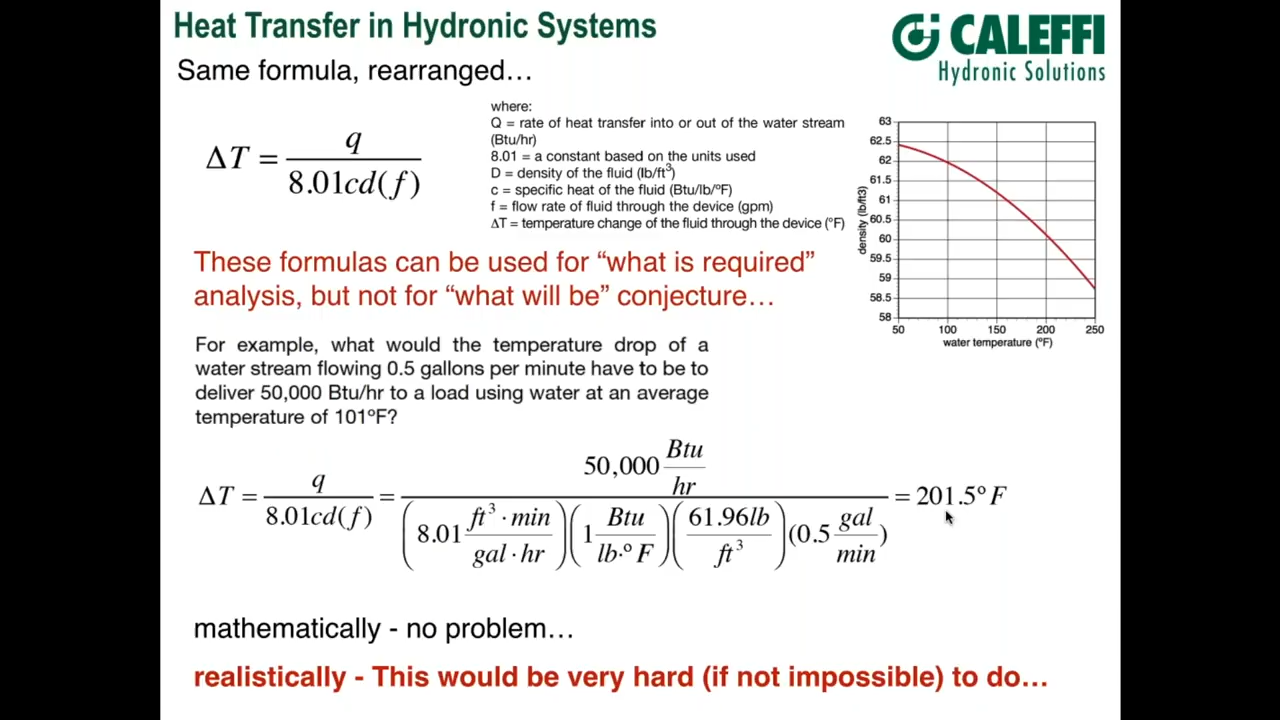 Heat Transfer in Hydronic Systems
CALEFFI
Hydronic Solutions
Same formula, rearranged…
ΔT = q / 8.01cd(f)
where:
Q = rate of heat transfer into or out of the water stream
(Btu/hr)
8.01 = a constant based on the units used
D = density of the fluid (lb/ft³)
c = specific heat of the fluid (Btu/lb/ºF)
f = flow rate of fluid through the device (gpm)
ΔT = temperature change of the fluid through the device (ºF)
63
62.5
62
61.5
61
60.5
60
59.5
59
58.5
58
density (lb/ft3)
50 100 150 200 250
water temperature (ºF)
These formulas can be used for “what is required”
analysis, but not for “what will be” conjecture…
For example, what would the temperature drop of a
water stream flowing 0.5 gallons per minute have to be to
deliver 50,000 Btu/hr to a load using water at an average
temperature of 101ºF?
ΔT = q / 8.01cd(f) = 50,000 Btu/hr / (8.01 ft³·min / gal·hr)(1 Btu / lb·º F)(61.96lb / ft³)(0.5 gal / min) = 201.5º F
mathematically - no problem…
realistically - This would be very hard (if not impossible) to do…